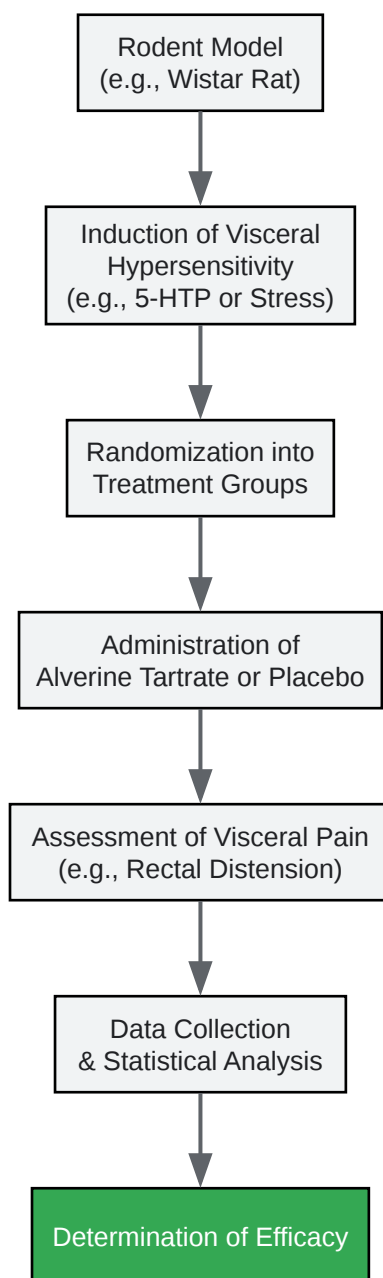 Rodent Model
(e.g., Wistar Rat)
Induction of Visceral
Hypersensitivity
(e.g., 5-HTP or Stress)
Randomization into
Treatment Groups
Administration of
Alverine Tartrate or Placebo
Assessment of Visceral Pain
(e.g., Rectal Distension)
Data Collection
& Statistical Analysis
Determination of Efficacy